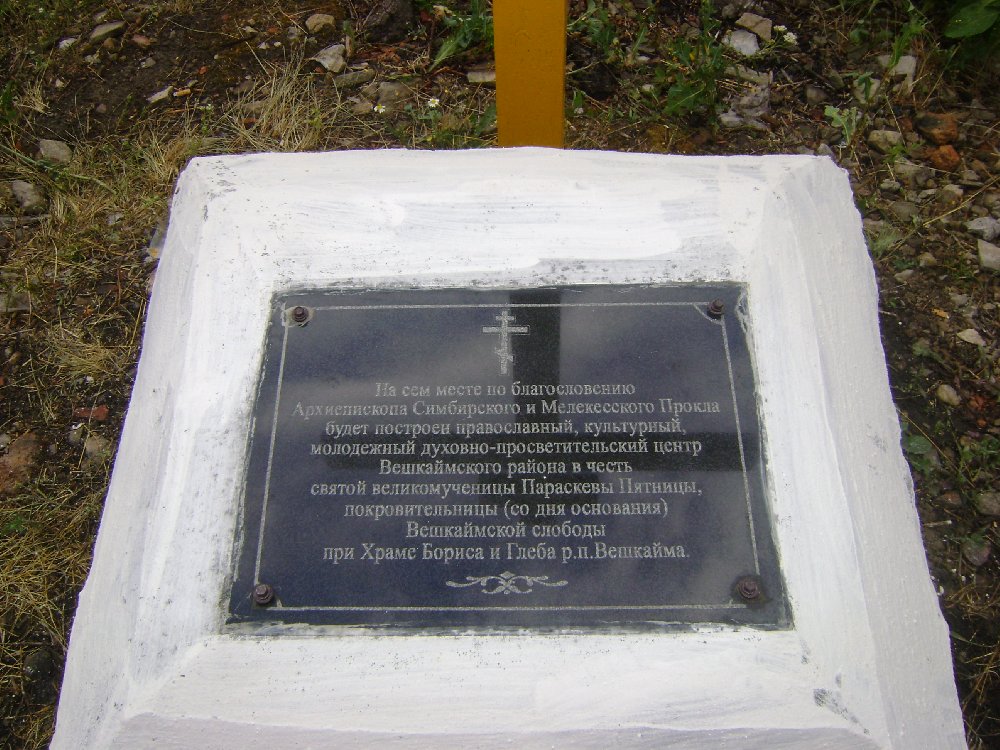 На сем месте по благословению
Архиепископа Симбирского и Мелекесского Прокла
будет построен православный, культурный,
молодежный духовно-просветительский центр
Вешкаймского района в честь
святой великомученицы Параскевы Пятницы,
покровительницы (со дня основания)
Вешкаймской слободы
при Храме Бориса и Глеба р.п.Вешкайма.